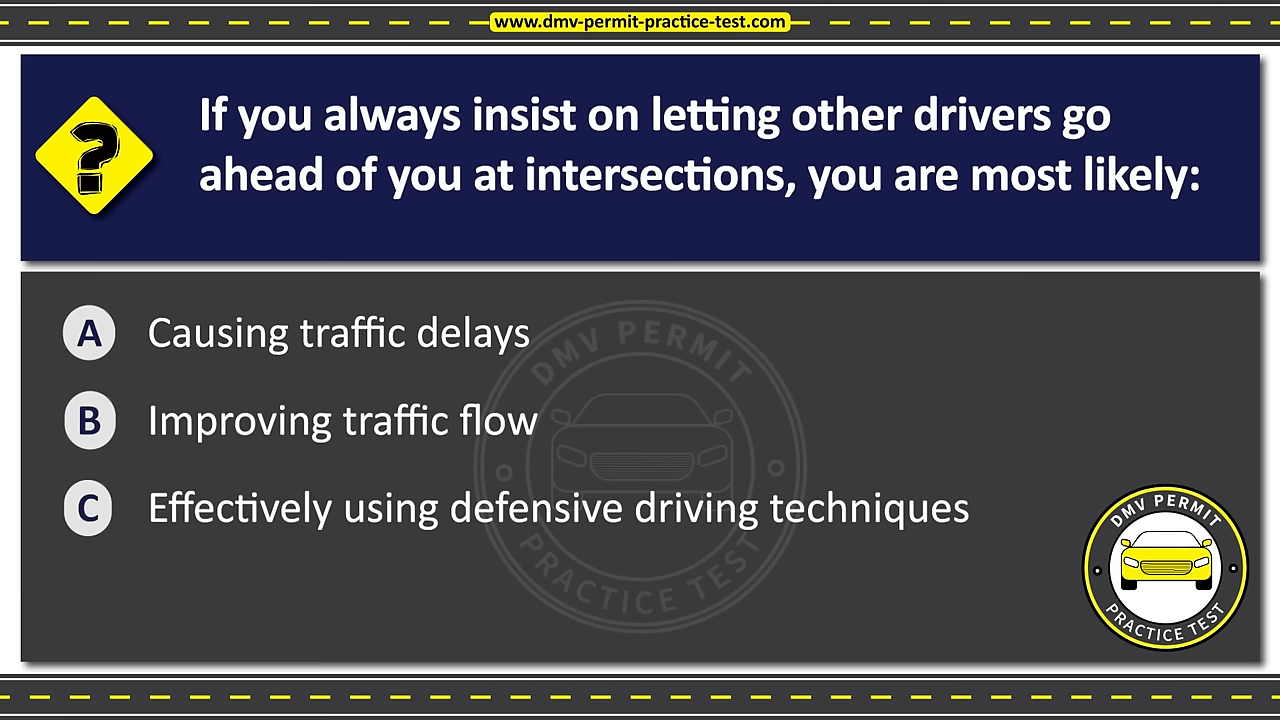 www.dmv-permit-practice-test.com
?
If you always insist on letting other drivers go
ahead of you at intersections, you are most likely:
A Causing traffic delays
B Improving traffic flow
C Effectively using defensive driving techniques
DMV PERMIT
PRACTICE TEST
DMV PERMIT
PRACTICE TEST